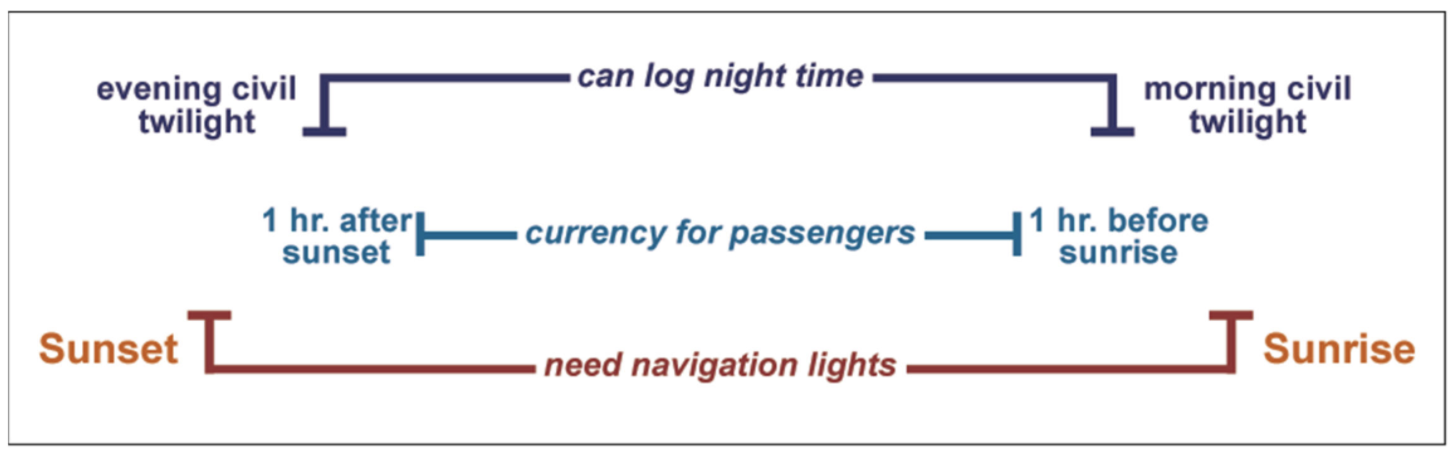 can log night time
evening civil
twilight
morning civil
twilight
1 hr. after
sunset
currency for passengers
1 hr. before
sunrise
Sunset
need navigation lights
Sunrise